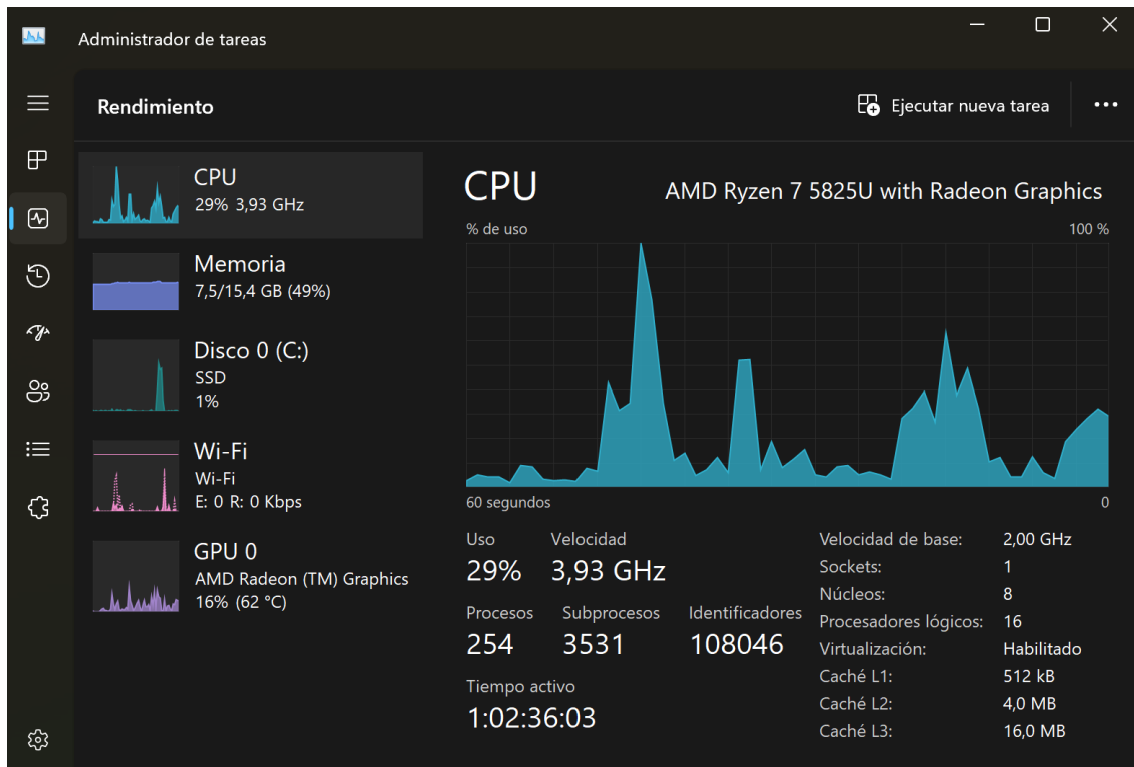 Administrador de tareas
Rendimiento
Ejecutar nueva tarea
CPU
29% 3,93 GHz
Memoria
7,5/15,4 GB (49%)
Disco 0 (C:)
SSD
1%
Wi-Fi
Wi-Fi
E: 0 R: 0 Kbps
GPU 0
AMD Radeon (TM) Graphics
16% (62 °C)
CPU
AMD Ryzen 7 5825U with Radeon Graphics
% de uso
100 %
60 segundos
0
Uso
Velocidad
29%
3,93 GHz
Procesos
Subprocesos
Identificadores
254
3531
108046
Tiempo activo
1:02:36:03
Velocidad de base: 2,00 GHz
Sockets: 1
Núcleos: 8
Procesadores lógicos: 16
Virtualización: Habilitado
Caché L1: 512 kB
Caché L2: 4,0 MB
Caché L3: 16,0 MB